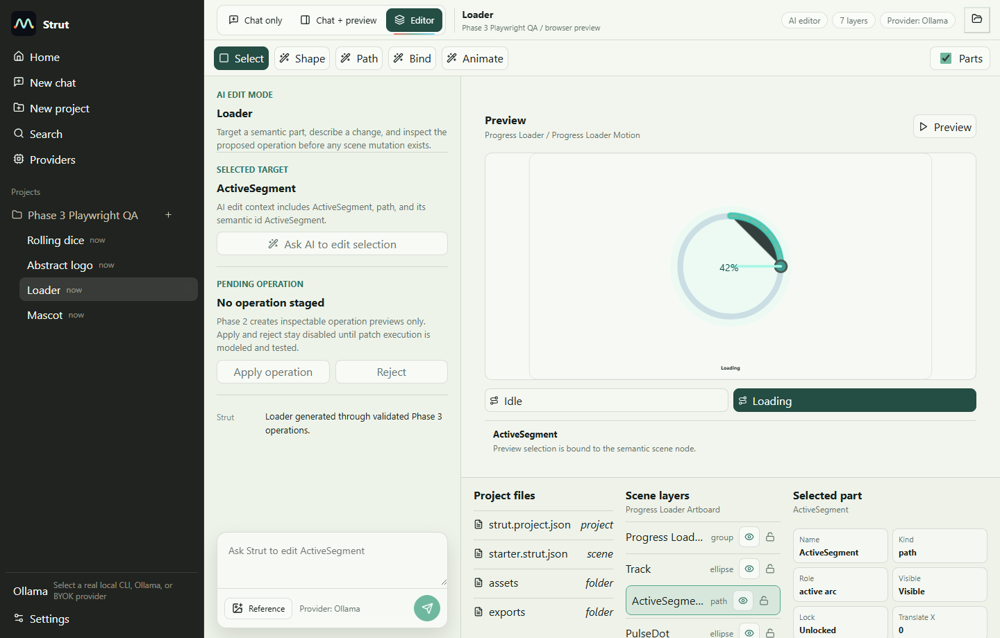 Strut
Home
New chat
New project
Search
Providers
Projects
Phase 3 Playwright QA +
Rolling dice now
Abstract logo now
Loader now
Mascot now
Ollama Select a real local CLI, Ollama, or BYOK provider
Settings
Chat only
Chat + preview
Editor
Loader
Phase 3 Playwright QA / browser preview
AI editor
7 layers
Provider: Ollama
Select
Shape
Path
Bind
Animate
Parts
AI EDIT MODE
Loader
Target a semantic part, describe a change, and inspect the
proposed operation before any scene mutation exists.
SELECTED TARGET
ActiveSegment
AI edit context includes ActiveSegment, path, and its
semantic id ActiveSegment.
Ask AI to edit selection
PENDING OPERATION
No operation staged
Phase 2 creates inspectable operation previews only.
Apply and reject stay disabled until patch execution is
modeled and tested.
Apply operation
Reject
Strut
Loader generated through validated Phase 3
operations.
Ask Strut to edit ActiveSegment
Reference
Provider: Ollama
Preview
Progress Loader / Progress Loader Motion
Preview
42%
Loading
Idle
Loading
ActiveSegment
Preview selection is bound to the semantic scene node.
Project files
strut.project.json project
starter.strut.json scene
assets folder
exports folder
Scene layers
Progress Loader Artboard
Progress Load... group
Track ellipse
ActiveSegme... path
PulseDot ellipse
Selected part
ActiveSegment
Name
ActiveSegment
Kind
path
Role
active arc
Visible
Visible
Lock
Unlocked
Translate X
0